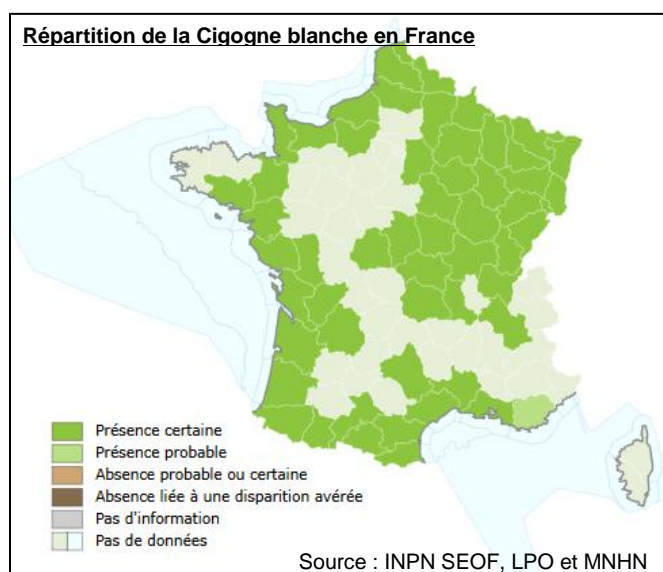 Répartition de la Cigogne blanche en France
Présence certaine
Présence probable
Absence probable ou certaine
Absence liée à une disparition avérée
Pas d'information
Pas de données
Source : INPN SEOF, LPO et MNHN